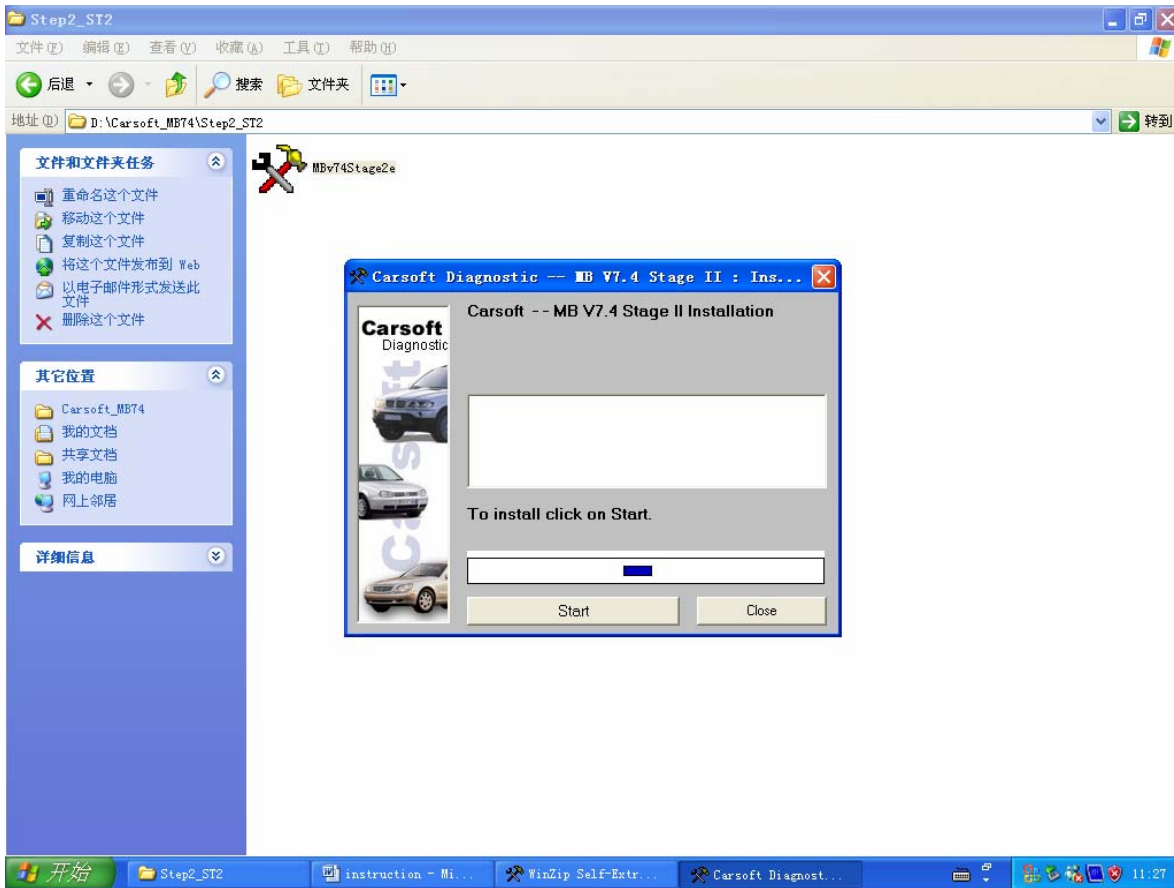 Step2_ST2
文件(F) 编辑(E) 查看(V) 收藏(A) 工具(T) 帮助(H)
后退 搜索 文件夹
地址(D) D:\Carsoft_MB74\Step2_ST2 转到
文件和文件夹任务
重命名这个文件
移动这个文件
复制这个文件
将这个文件发布到 Web
以电子邮件形式发送此
文件
删除这个文件
其它位置
Carsoft_MB74
我的文档
共享文档
我的电脑
网上邻居
详细信息
MBv74Stage2e
Carsoft Diagnostic -- MB V7.4 Stage II : Ins...
Carsoft
Diagnostic
Carsoft
Carsoft -- MB V7.4 Stage II Installation
To install click on Start.
Start Close
开始 Step2_ST2 instruction - Mi... WinZip Self-Extr... Carsoft Diagnost... 11:27